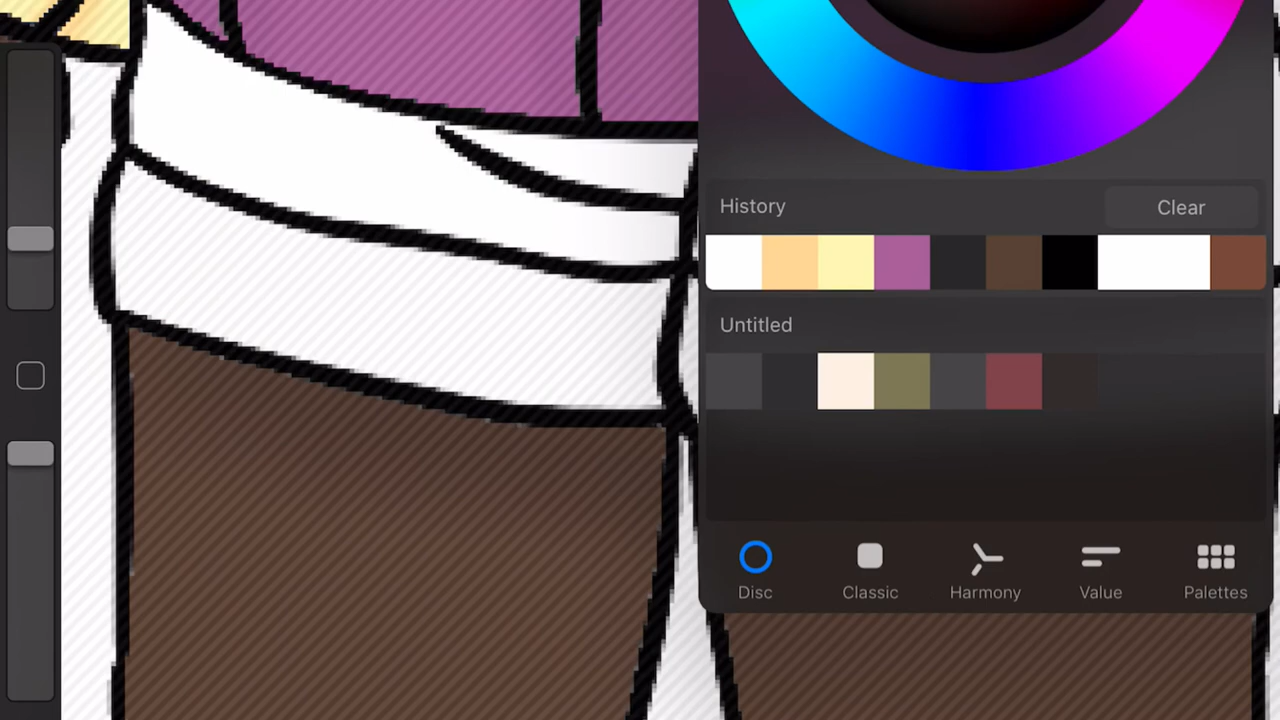 History
Clear
Untitled
Disc
Classic
Harmony
Value
Palettes